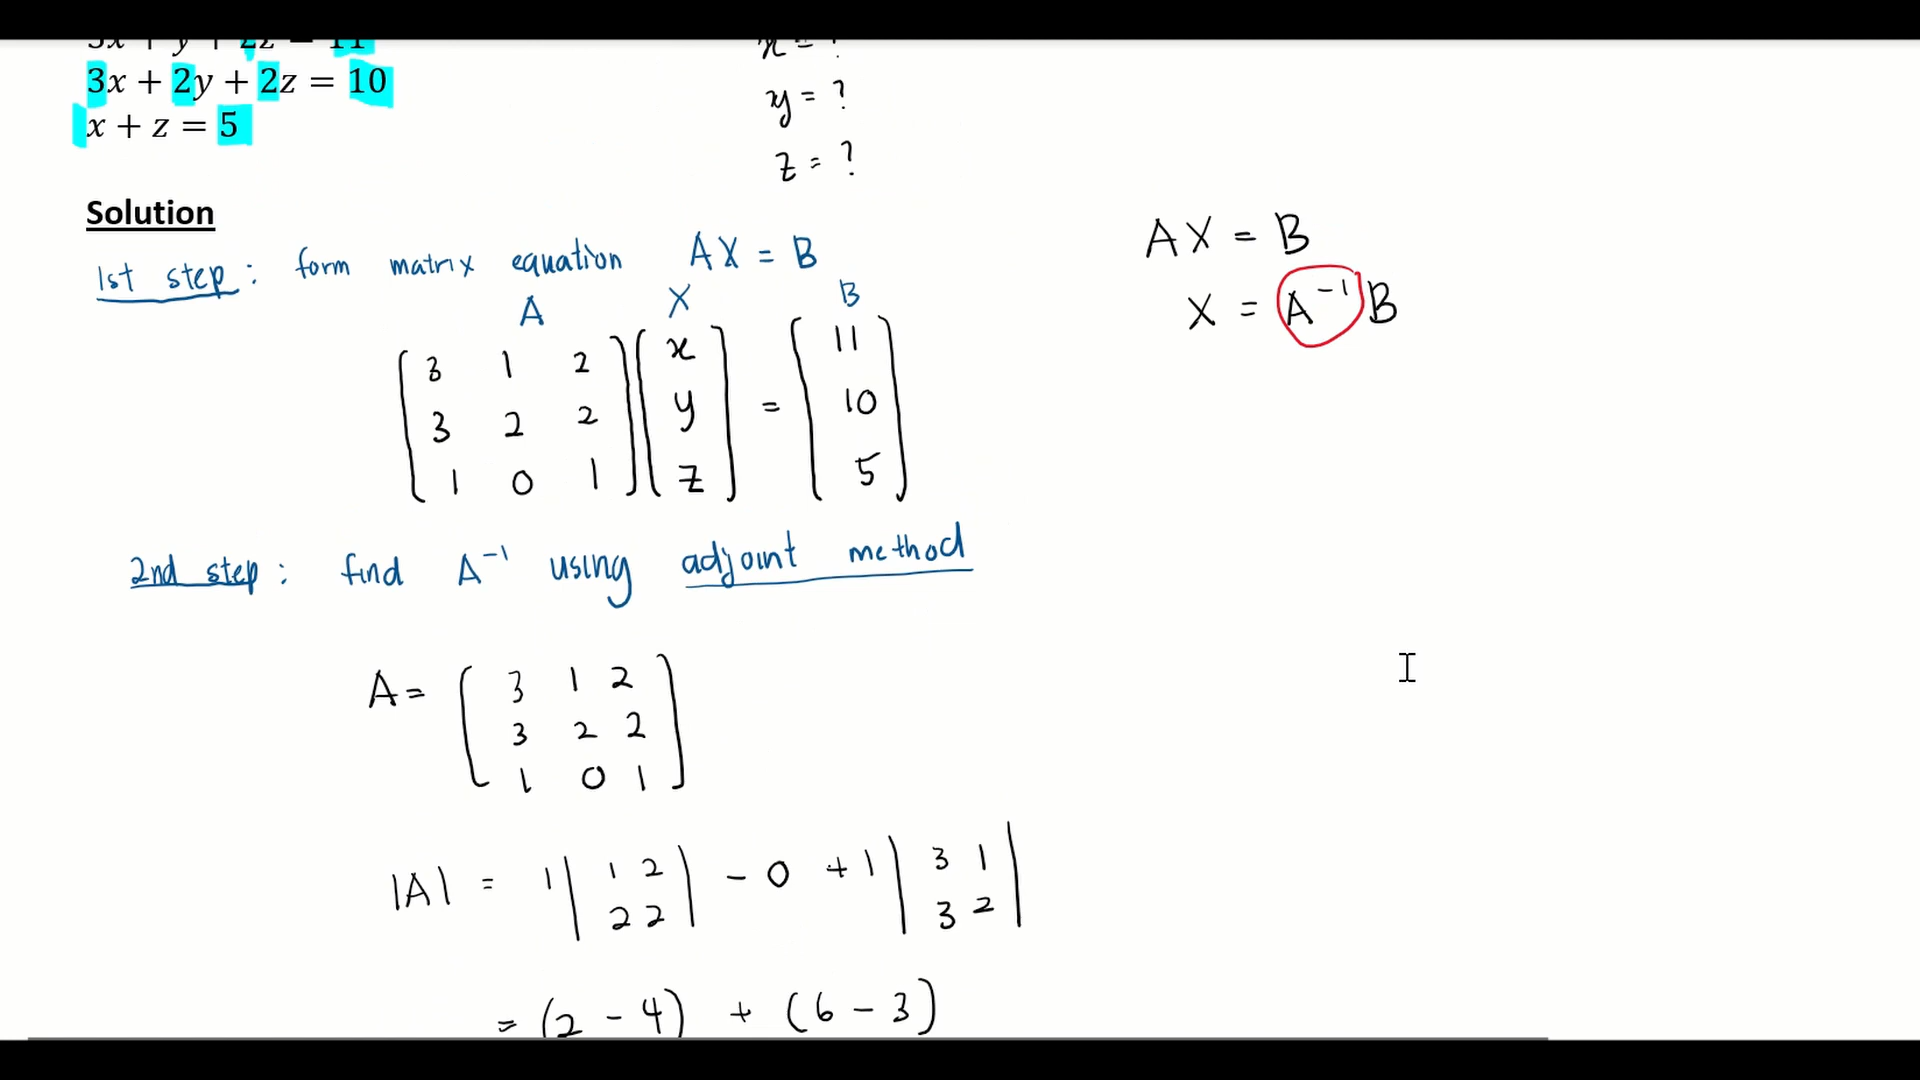 3x + y + 2z = 11
x = ?
3x + 2y + 2z = 10
y = ?
x + z = 5
z = ?
Solution
1st step: form matrix equation AX = B
AX = B
A X B
X = A⁻¹B
[3 1 2] [x] = [11]
[3 2 2] [y] = [10]
[1 0 1] [z] = [5]
2nd step: find A⁻¹ using adjoint method
A = [3 1 2]
[3 2 2]
[1 0 1]
|A| = 1 |1 2| - 0 + 1 |3 1|
|2 2| |3 2|
= (2 - 4) + (6 - 3)